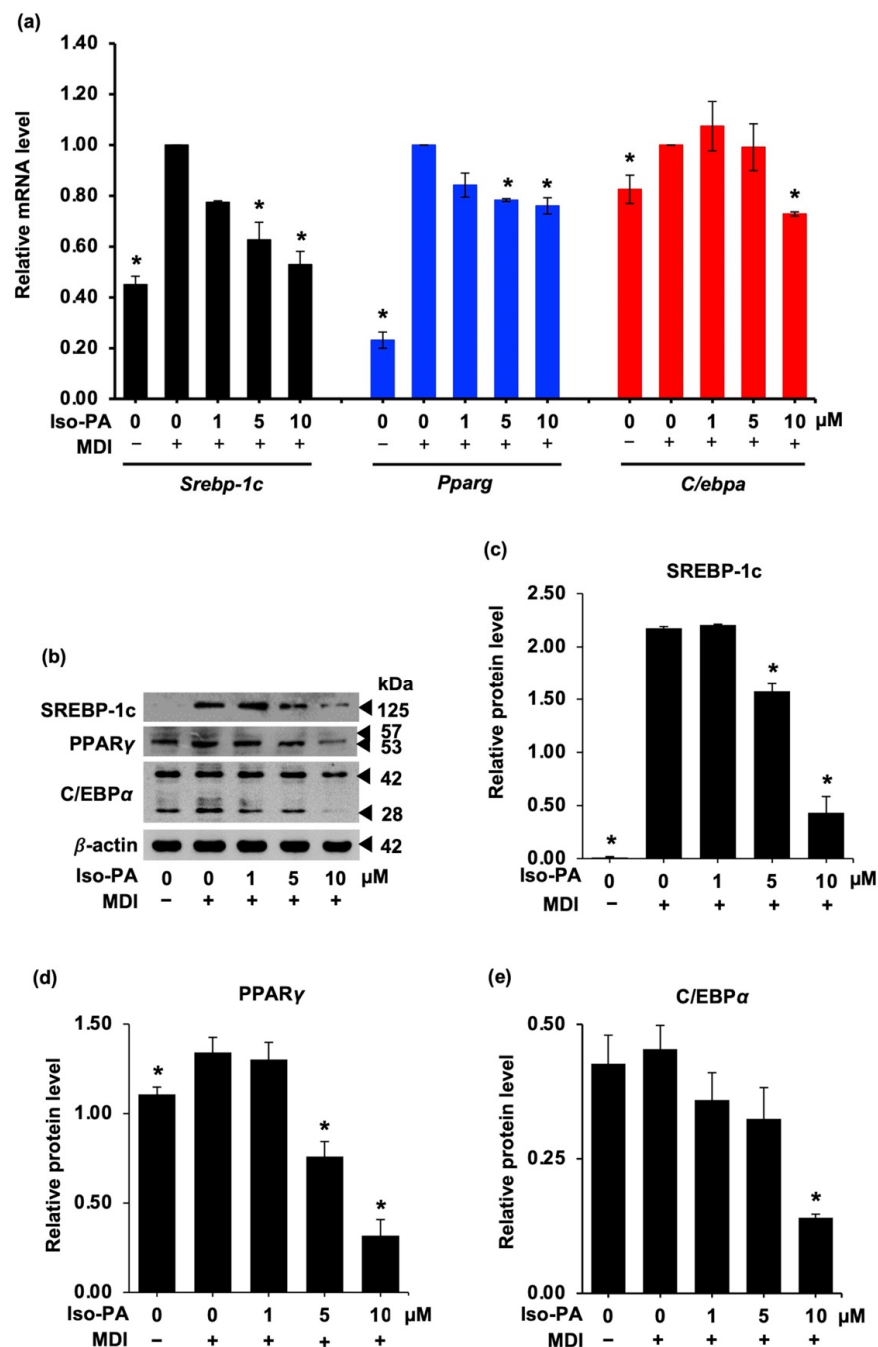 (a)
1.40
1.20
1.00
0.80
0.60
0.40
0.20
0.00
Relative mRNA level
* * * * * * * *
Iso-PA 0 0 1 5 10 0 0 1 5 10 0 0 1 5 10 µM
MDI − + + + + − + + + + − + + + +
Srebp-1c Pparg C/ebpa
(b)
kDa
SREBP-1c 125
57
PPARγ 53
42
C/EBPα
28
β-actin 42
Iso-PA 0 0 1 5 10 µM
MDI − + + + +
(c)
SREBP-1c
2.50
2.00
1.50
1.00
0.50
0.00
Relative protein level
* * *
Iso-PA 0 0 1 5 10 µM
MDI − + + + +
(d)
PPARγ
1.50
1.00
0.50
0.00
Relative protein level
* * *
Iso-PA 0 0 1 5 10 µM
MDI − + + + +
(e)
C/EBPα
0.50
0.25
0.00
Relative protein level
*
Iso-PA 0 0 1 5 10 µM
MDI − + + + +